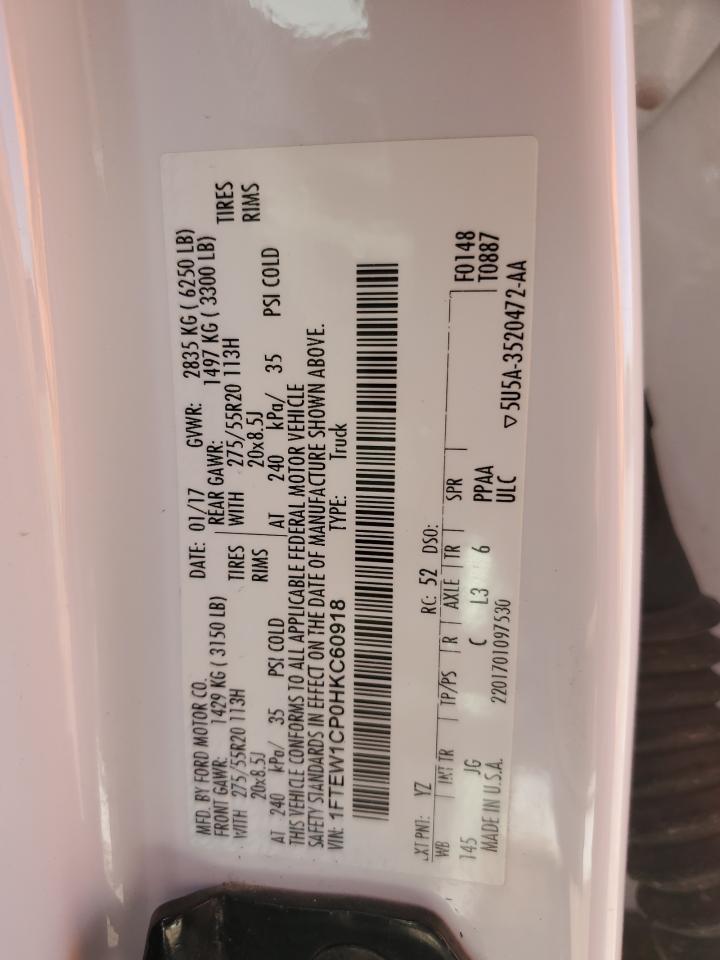 MFD. BY FORD MOTOR CO. DATE: 01/17 GVWR: 2835 KG ( 6250 LB)
FRONT GAWR: 1429 KG ( 3150 LB) REAR GAWR: 1497 KG ( 3300 LB)
WITH 275/55R20 113H TIRES WITH 275/55R20 113H TIRES
20x8.5J RIMS 20x8.5J RIMS
AT 240 kPa/ 35 PSI COLD AT 240 kPa/ 35 PSI COLD
THIS VEHICLE CONFORMS TO ALL APPLICABLE FEDERAL MOTOR VEHICLE
SAFETY STANDARDS IN EFFECT ON THE DATE OF MANUFACTURE SHOWN ABOVE.
VIN: 1FTEW1CP0HKC60918 TYPE: Truck
EXT PNT: YZ RC: 52 DSO:
WB INT TR TP/PS R AXLE TR SPR
145 JG C L3 6 PPAA F0148
MADE IN U.S.A. 2201701097530 ULC T0887
▽5U5A-3520472-AA